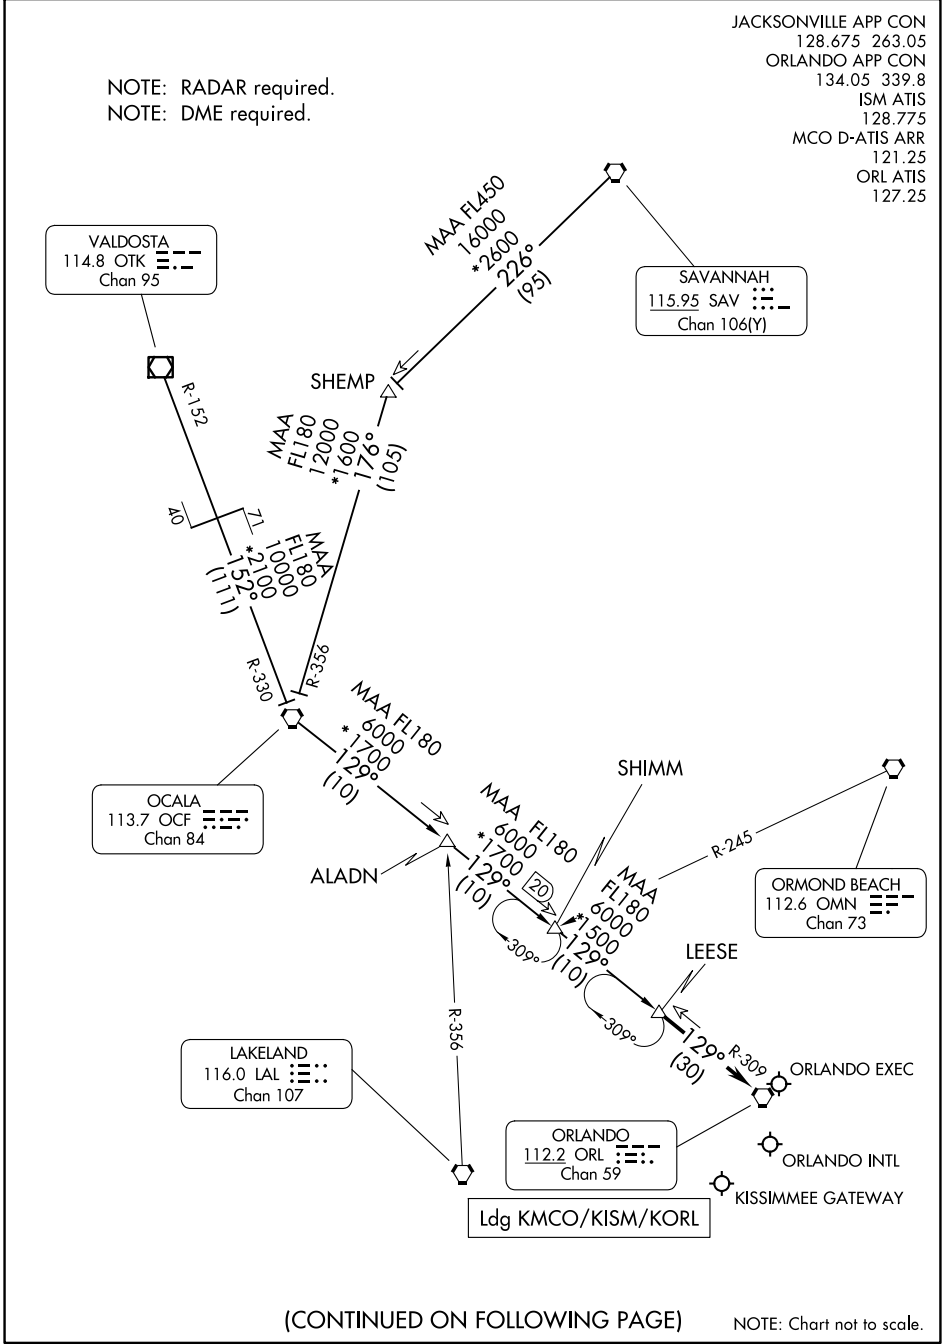 JACKSONVILLE APP CON
128.675 263.05
ORLANDO APP CON
134.05 339.8
ISM ATIS
128.775
MCO D-ATIS ARR
121.25
ORL ATIS
127.25
NOTE: RADAR required.
NOTE: DME required.
MAA FL450
16000
*2600
226°
(95)
VALDOSTA
114.8 OTK
Chan 95
SAVANNAH
115.95 SAV
Chan 106(Y)
SHEMP
R-152
MAA
FL180
12000
*1600
176°
(105)
40
71
MAA
FL180
10000
*2100
152°
(111)
R-330
R-356
MAA FL180
6000
*1700
129°
(10)
OCALA
113.7 OCF
Chan 84
SHIMM
ALADN
MAA FL180
6000
*1700
129°
(10)
20
R-245
ORMOND BEACH
112.6 OMN
Chan 73
MAA
FL180
6000
*1500
129°
(10)
309°
LEESE
309°
R-356
129°
(30)
R-309
LAKELAND
116.0 LAL
Chan 107
ORLANDO EXEC
ORLANDO
112.2 ORL
Chan 59
ORLANDO INTL
KISSIMMEE GATEWAY
Ldg KMCO/KISM/KORL
(CONTINUED ON FOLLOWING PAGE)
NOTE: Chart not to scale.